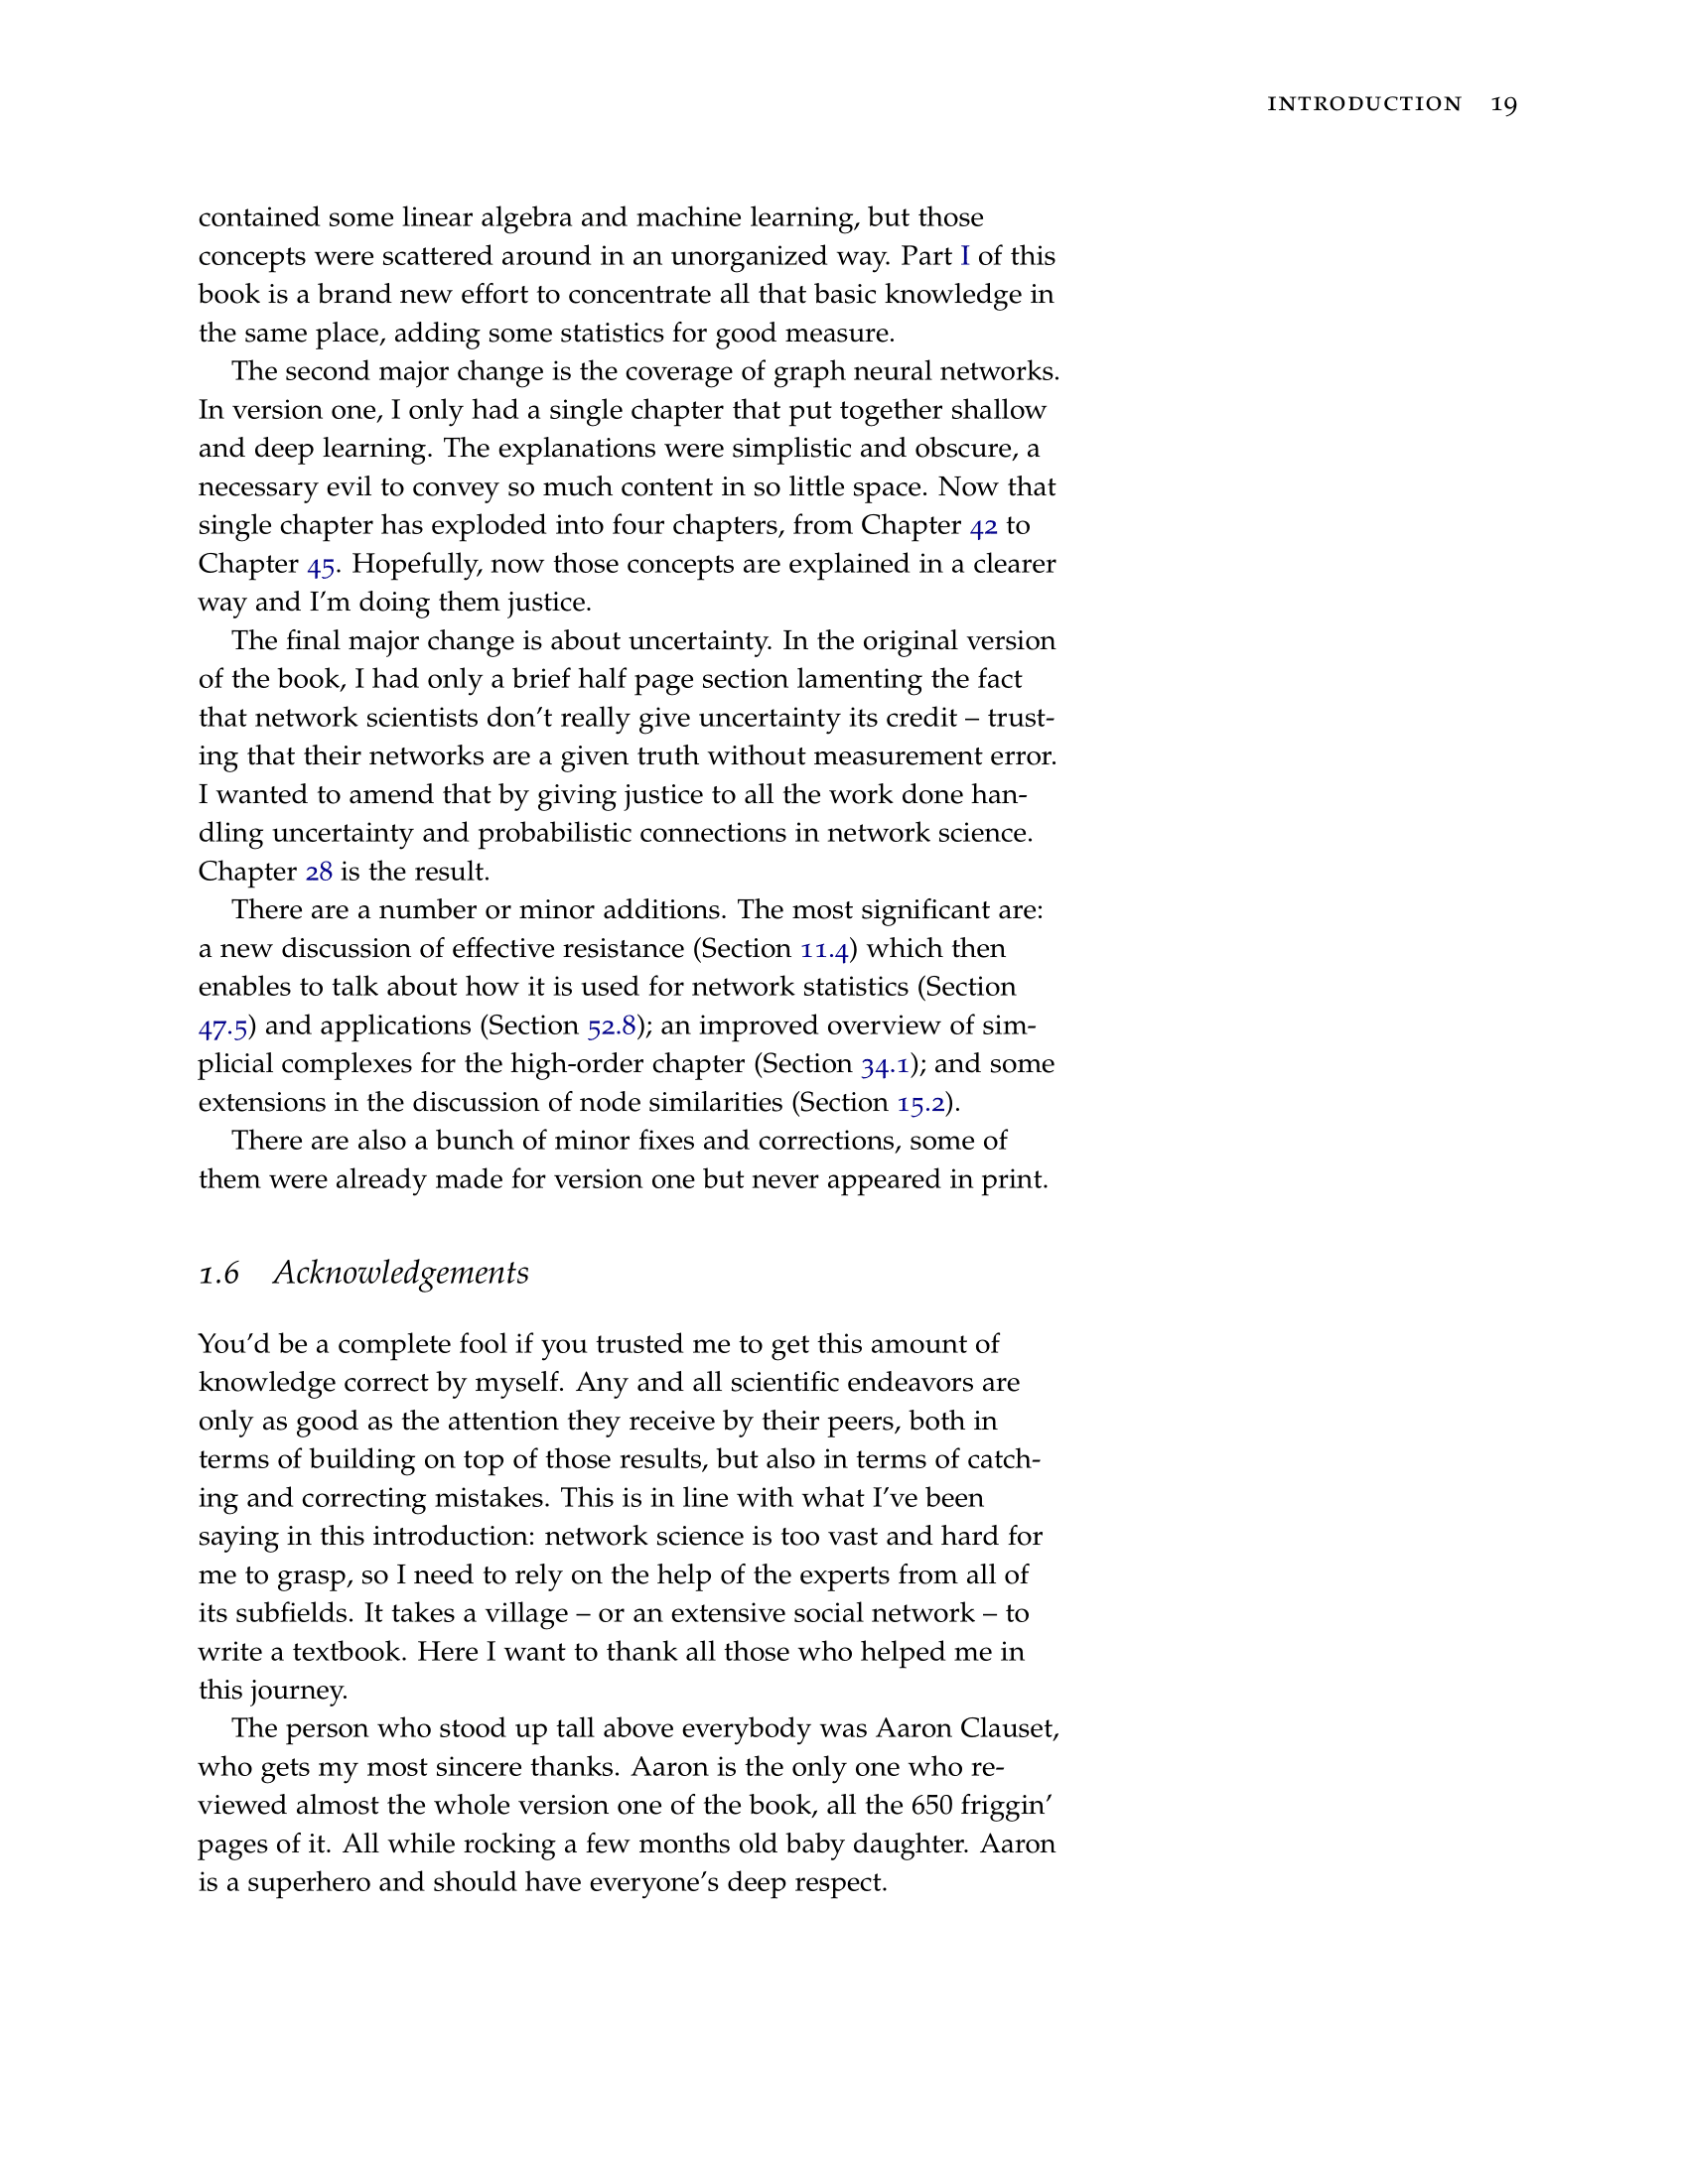 INTRODUCTION 19
contained some linear algebra and machine learning, but those
concepts were scattered around in an unorganized way. Part I of this
book is a brand new effort to concentrate all that basic knowledge in
the same place, adding some statistics for good measure.
The second major change is the coverage of graph neural networks.
In version one, I only had a single chapter that put together shallow
and deep learning. The explanations were simplistic and obscure, a
necessary evil to convey so much content in so little space. Now that
single chapter has exploded into four chapters, from Chapter 42 to
Chapter 45. Hopefully, now those concepts are explained in a clearer
way and I'm doing them justice.
The final major change is about uncertainty. In the original version
of the book, I had only a brief half page section lamenting the fact
that network scientists don't really give uncertainty its credit – trust-
ing that their networks are a given truth without measurement error.
I wanted to amend that by giving justice to all the work done han-
dling uncertainty and probabilistic connections in network science.
Chapter 28 is the result.
There are a number or minor additions. The most significant are:
a new discussion of effective resistance (Section 11.4) which then
enables to talk about how it is used for network statistics (Section
47.5) and applications (Section 52.8); an improved overview of sim-
plicial complexes for the high-order chapter (Section 34.1); and some
extensions in the discussion of node similarities (Section 15.2).
There are also a bunch of minor fixes and corrections, some of
them were already made for version one but never appeared in print.
1.6 Acknowledgements
You'd be a complete fool if you trusted me to get this amount of
knowledge correct by myself. Any and all scientific endeavors are
only as good as the attention they receive by their peers, both in
terms of building on top of those results, but also in terms of catch-
ing and correcting mistakes. This is in line with what I've been
saying in this introduction: network science is too vast and hard for
me to grasp, so I need to rely on the help of the experts from all of
its subfields. It takes a village – or an extensive social network – to
write a textbook. Here I want to thank all those who helped me in
this journey.
The person who stood up tall above everybody was Aaron Clauset,
who gets my most sincere thanks. Aaron is the only one who re-
viewed almost the whole version one of the book, all the 650 friggin'
pages of it. All while rocking a few months old baby daughter. Aaron
is a superhero and should have everyone's deep respect.